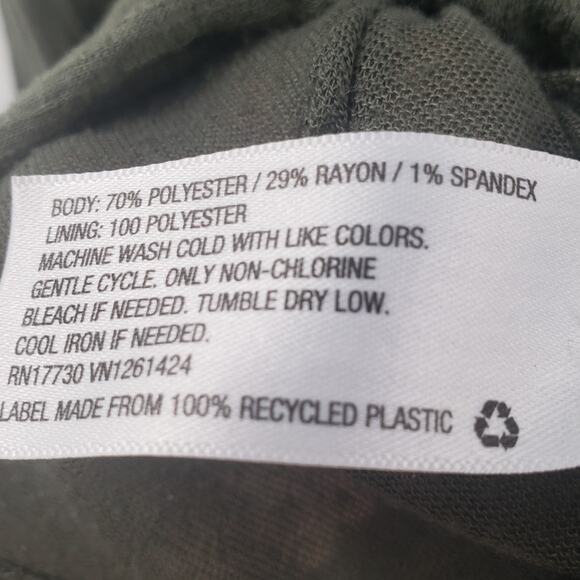 BODY: 70% POLYESTER / 29% RAYON / 1% SPANDEX
LINING: 100 POLYESTER
MACHINE WASH COLD WITH LIKE COLORS.
GENTLE CYCLE. ONLY NON-CHLORINE
BLEACH IF NEEDED. TUMBLE DRY LOW.
COOL IRON IF NEEDED.
RN17730 VN1261424
LABEL MADE FROM 100% RECYCLED PLASTIC